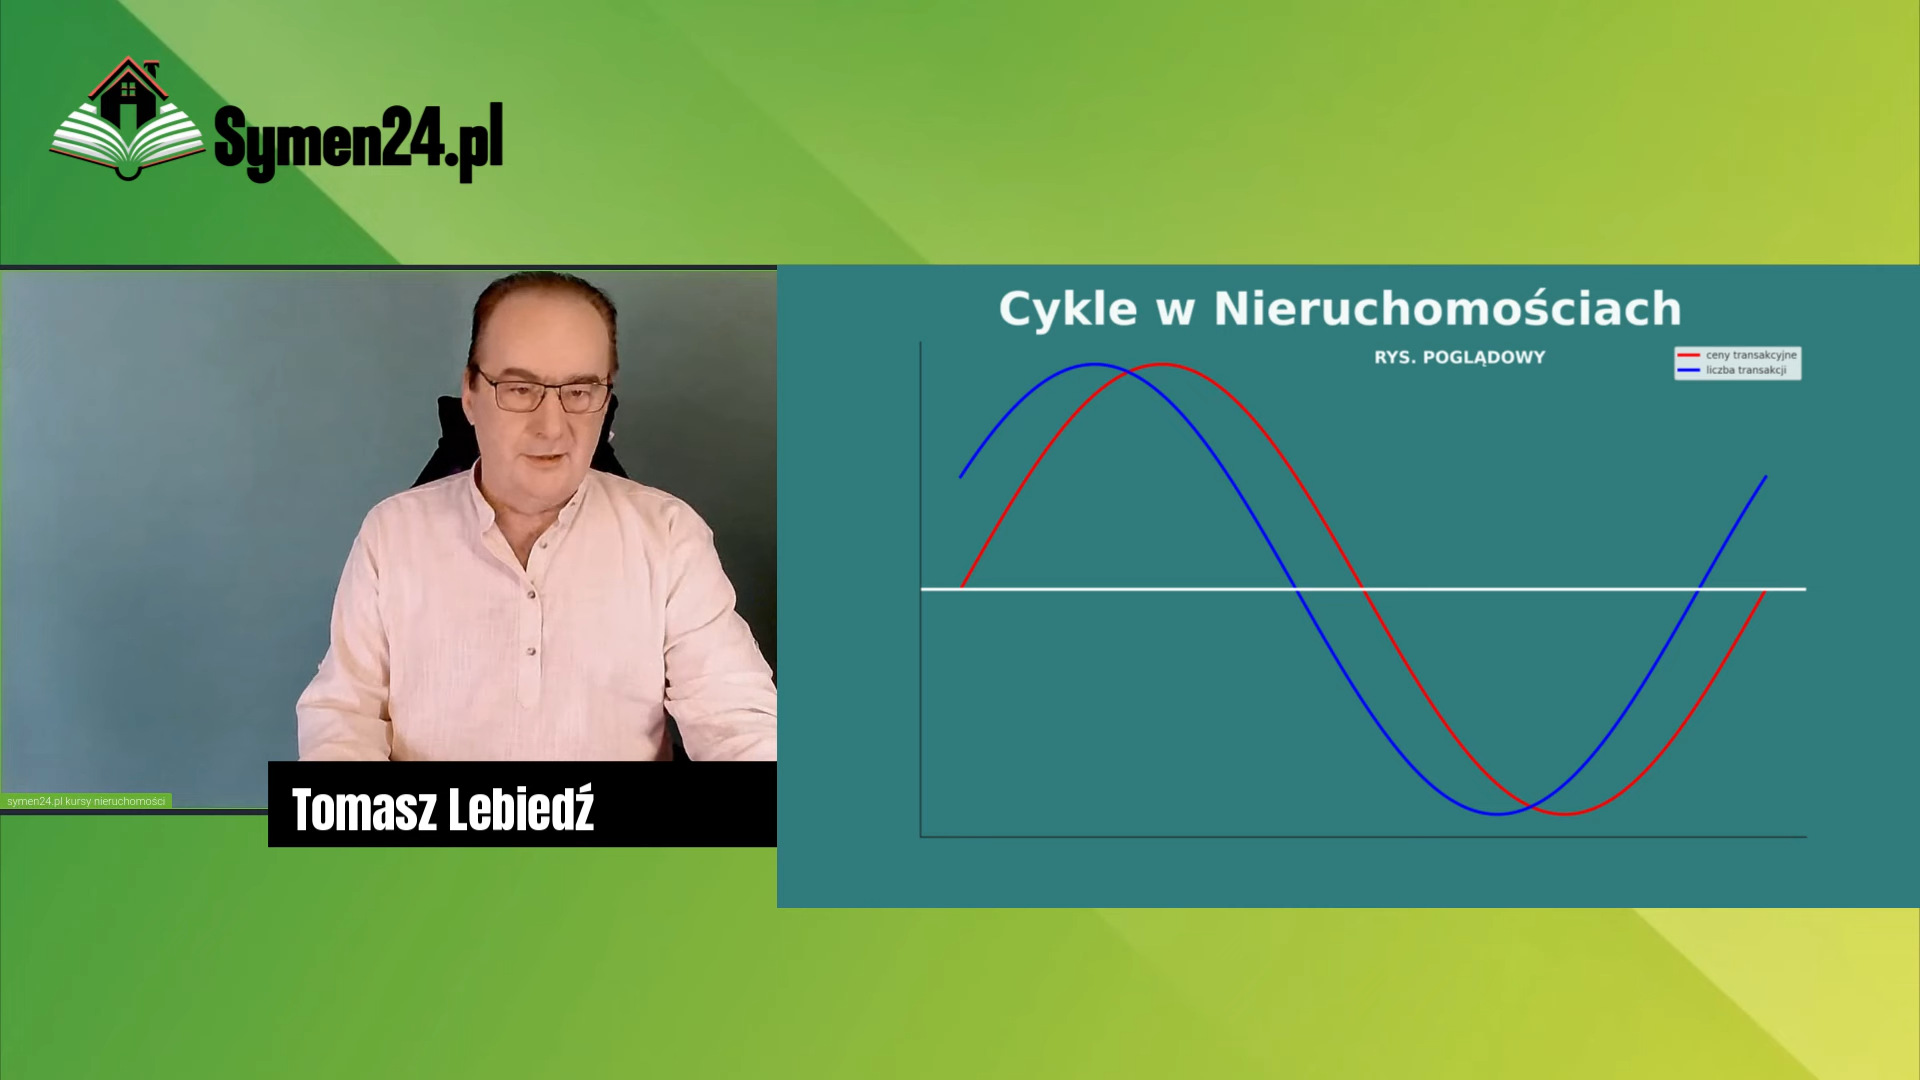 Symen24.pl
Cykle w Nieruchomościach
RYS. POGLĄDOWY
ceny transakcyjne
liczba transakcji
symen24.pl kursy nieruchomości
Tomasz Lebiedź